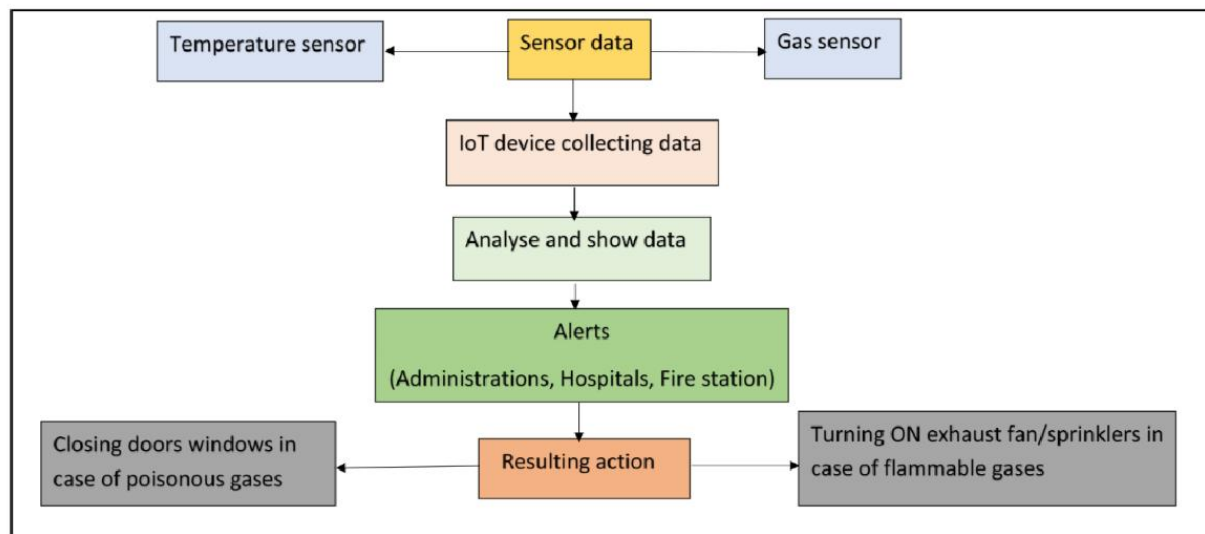 Temperature sensor
Sensor data
Gas sensor
IoT device collecting data
Analyse and show data
Alerts
(Administrations, Hospitals, Fire station)
Closing doors windows in
case of poisonous gases
Resulting action
Turning ON exhaust fan/sprinklers in
case of flammable gases